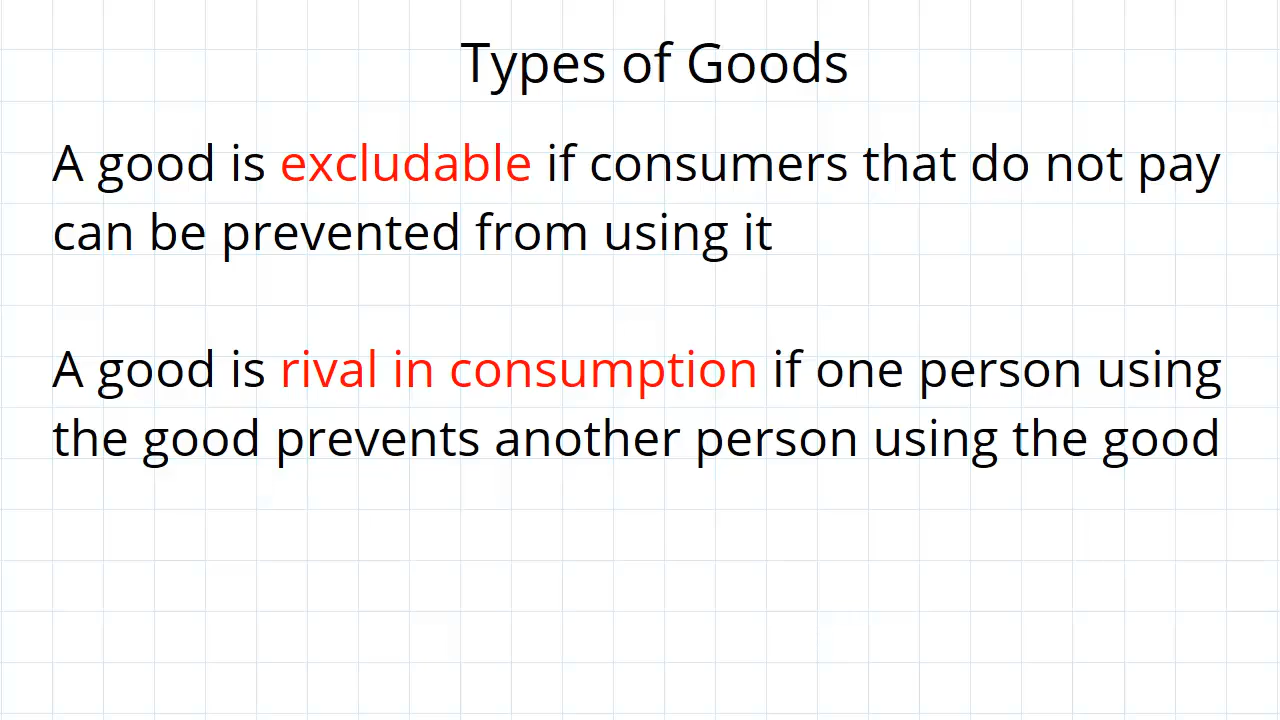 Types of Goods
A good is excludable if consumers that do not pay
can be prevented from using it
A good is rival in consumption if one person using
the good prevents another person using the good